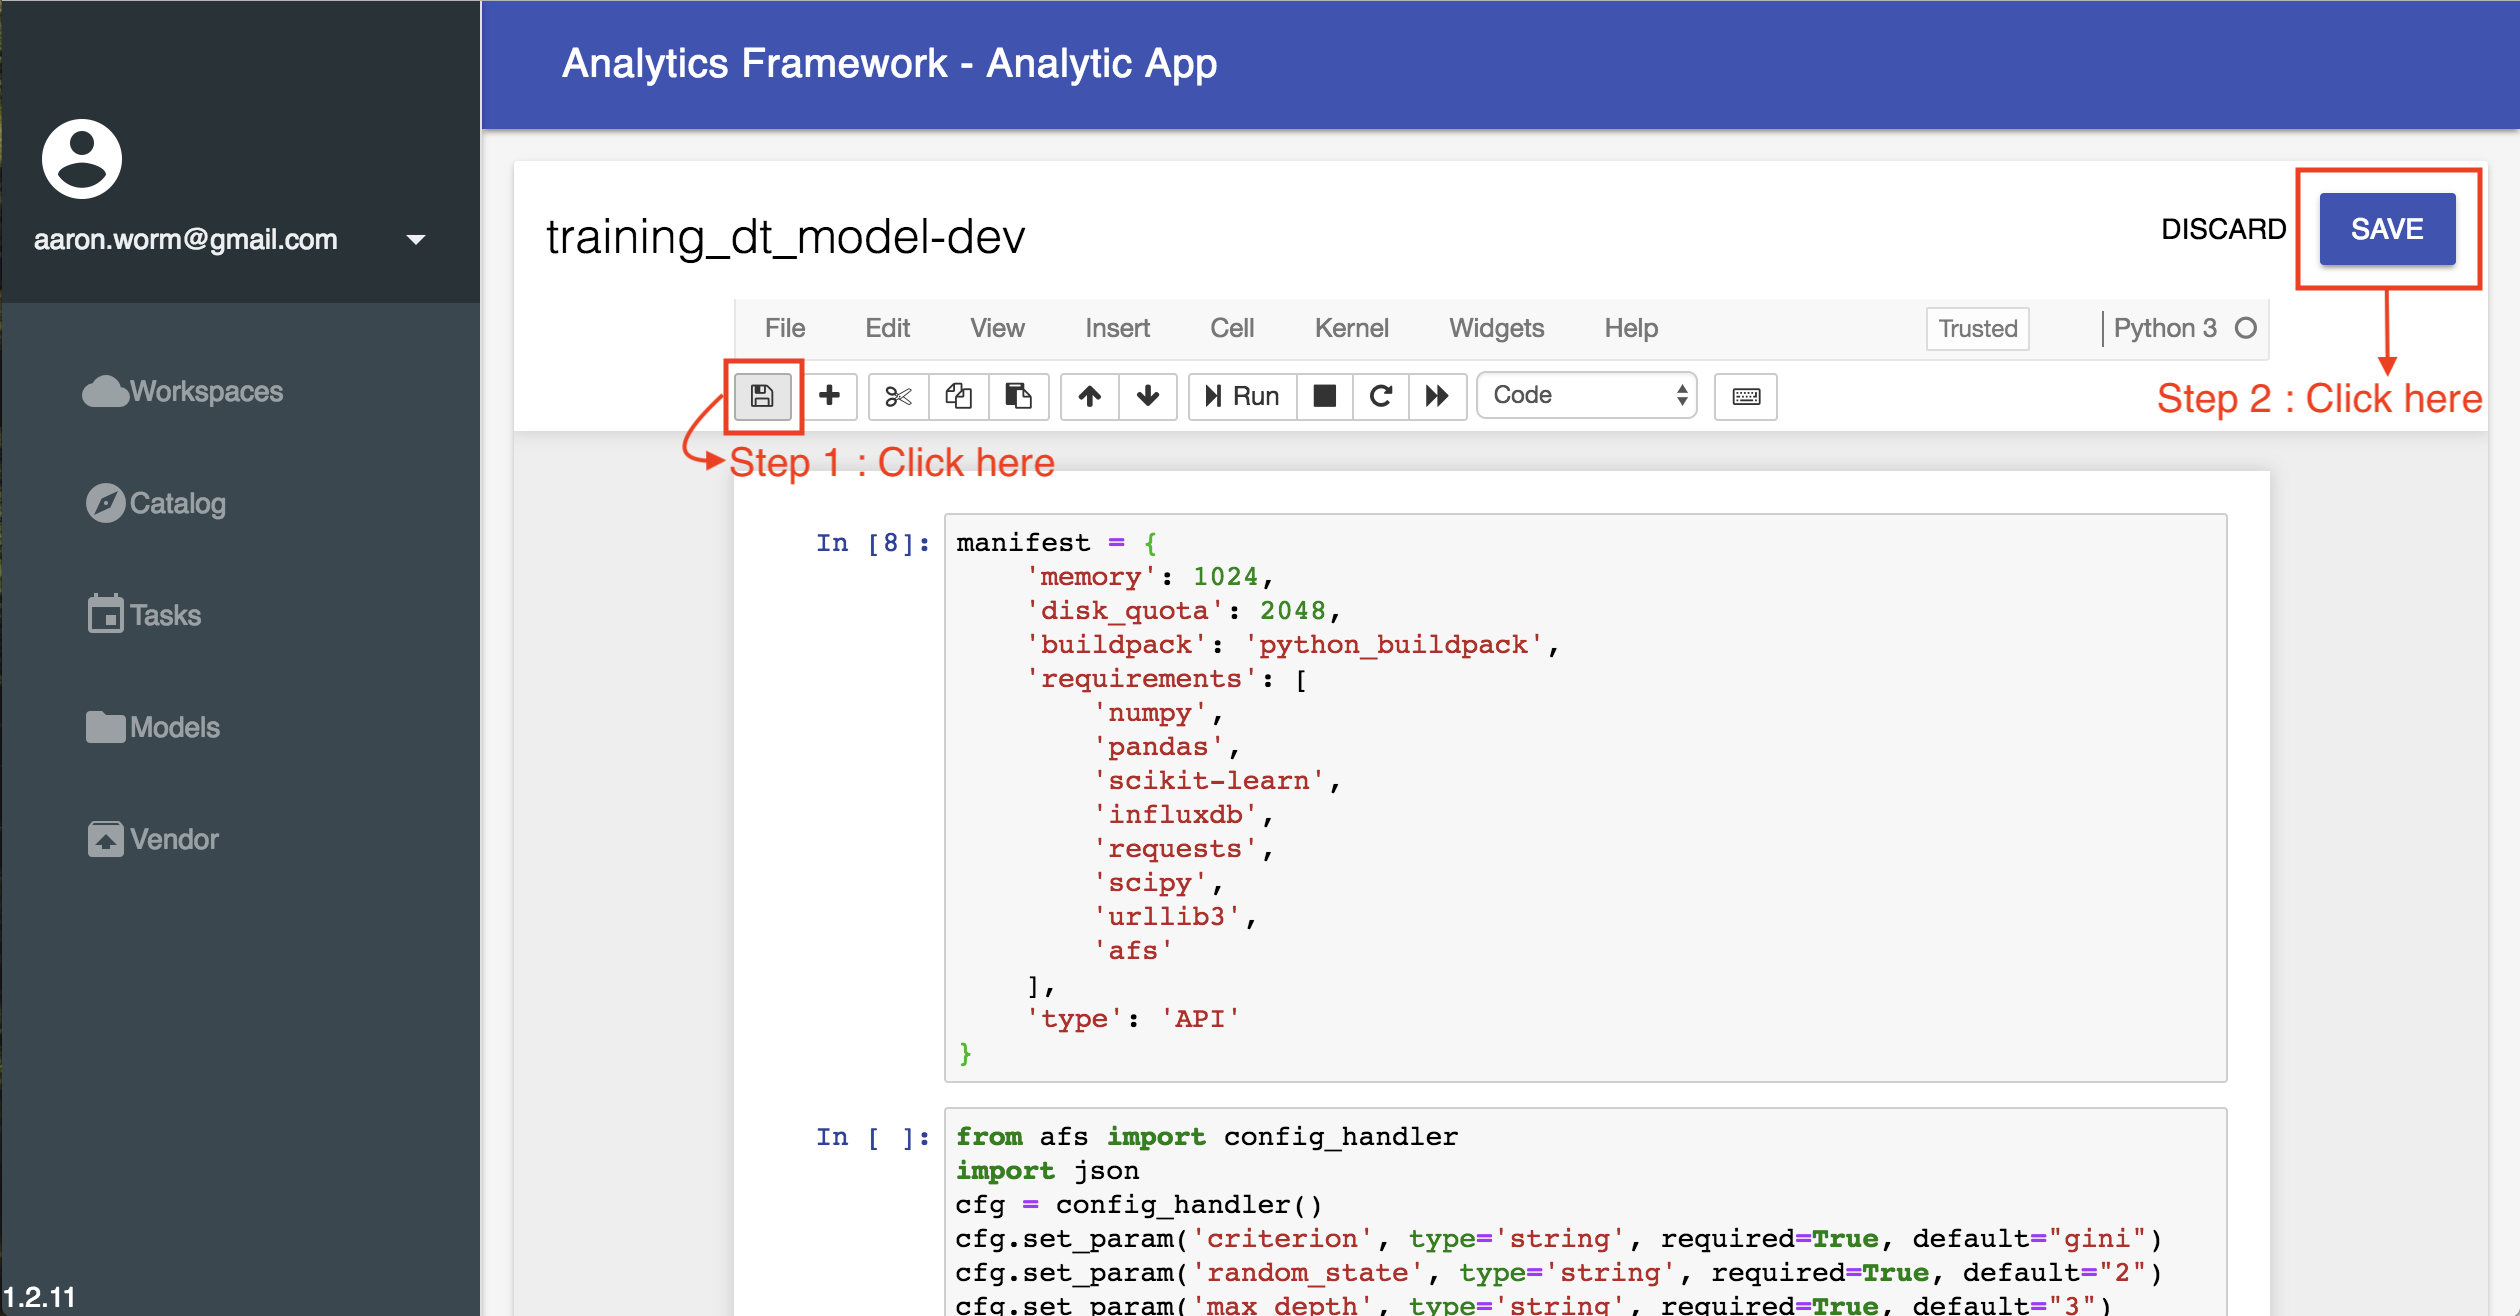 Analytics Framework - Analytic App
aaron.worm@gmail.com
Workspaces
Catalog
Tasks
Models
Vendor
1.2.11
training_dt_model-dev
DISCARD
SAVE
File Edit View Insert Cell Kernel Widgets Help Trusted Python 3
Run Code
Step 2 : Click here
Step 1 : Click here
In [8]:
manifest = {
'memory': 1024,
'disk_quota': 2048,
'buildpack': 'python_buildpack',
'requirements': [
'numpy',
'pandas',
'scikit-learn',
'influxdb',
'requests',
'scipy',
'urllib3',
'afs'
],
'type': 'API'
}
In [ ]:
from afs import config_handler
import json
cfg = config_handler()
cfg.set_param('criterion', type='string', required=True, default="gini")
cfg.set_param('random_state', type='string', required=True, default="2")
cfg.set_param('max_depth', type='string', required=True, default="3")